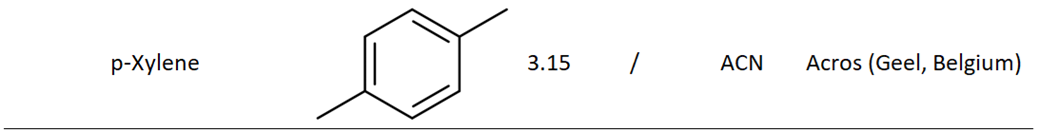 p-Xylene 3.15 / ACN Acros (Geel, Belgium)